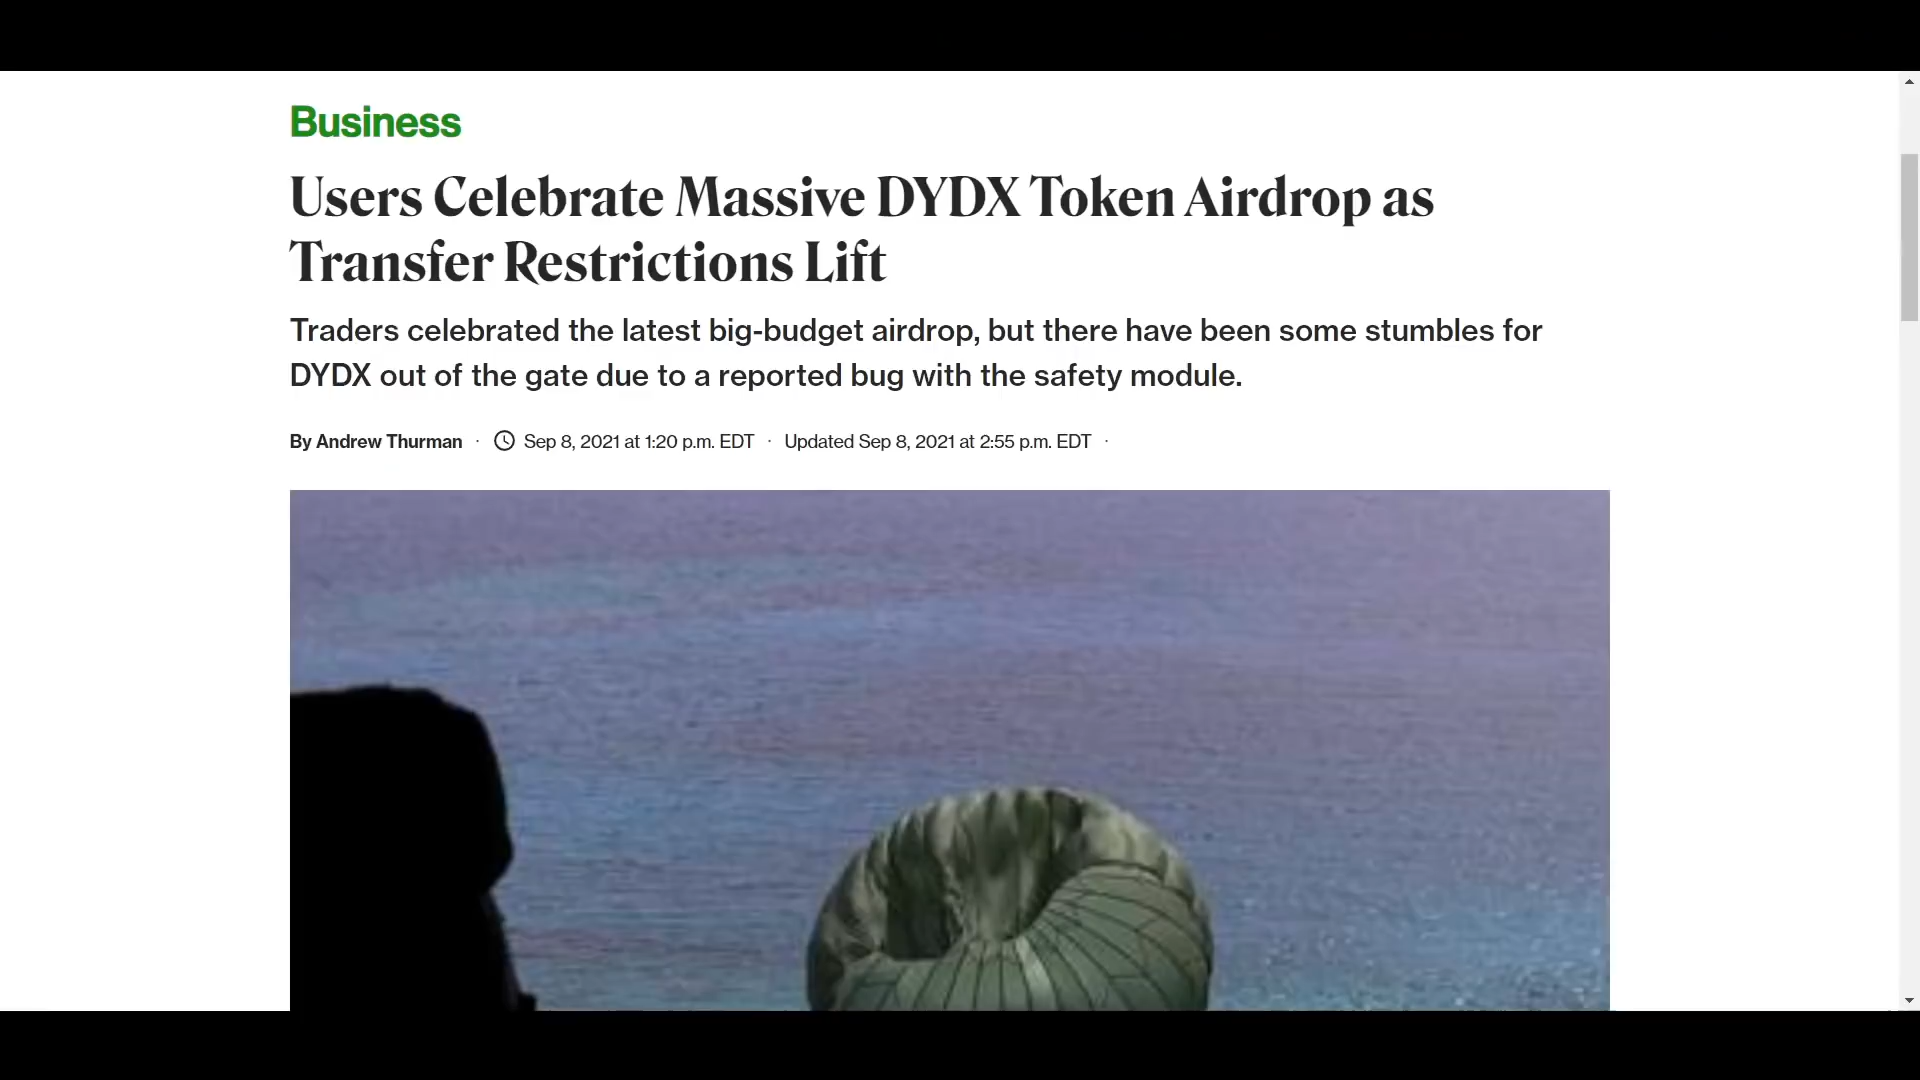 Business
Users Celebrate Massive DYDX Token Airdrop as
Transfer Restrictions Lift
Traders celebrated the latest big-budget airdrop, but there have been some stumbles for
DYDX out of the gate due to a reported bug with the safety module.
By Andrew Thurman · Sep 8, 2021 at 1:20 p.m. EDT · Updated Sep 8, 2021 at 2:55 p.m. EDT ·